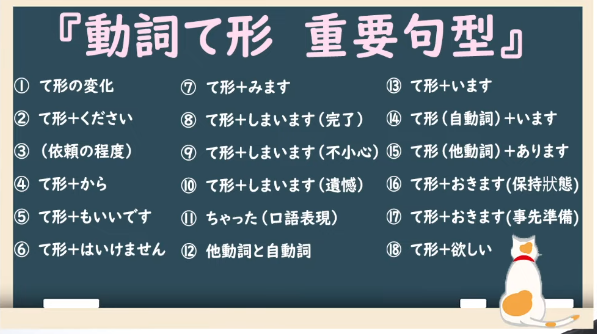 『動詞て形 重要句型』
① て形の変化
② て形+ください
③ (依頼の程度)
④ て形+から
⑤ て形+もいいです
⑥ て形+はいけません
⑦ て形+みます
⑧ て形+しまいます(完了)
⑨ て形+しまいます(不小心)
⑩ て形+しまいます(遺憾)
⑪ ちゃった(口語表現)
⑫ 他動詞と自動詞
⑬ て形+います
⑭ て形(自動詞)+います
⑮ て形(他動詞)+あります
⑯ て形+おきます(保持狀態)
⑰ て形+おきます(事先準備)
⑱ て形+欲しい